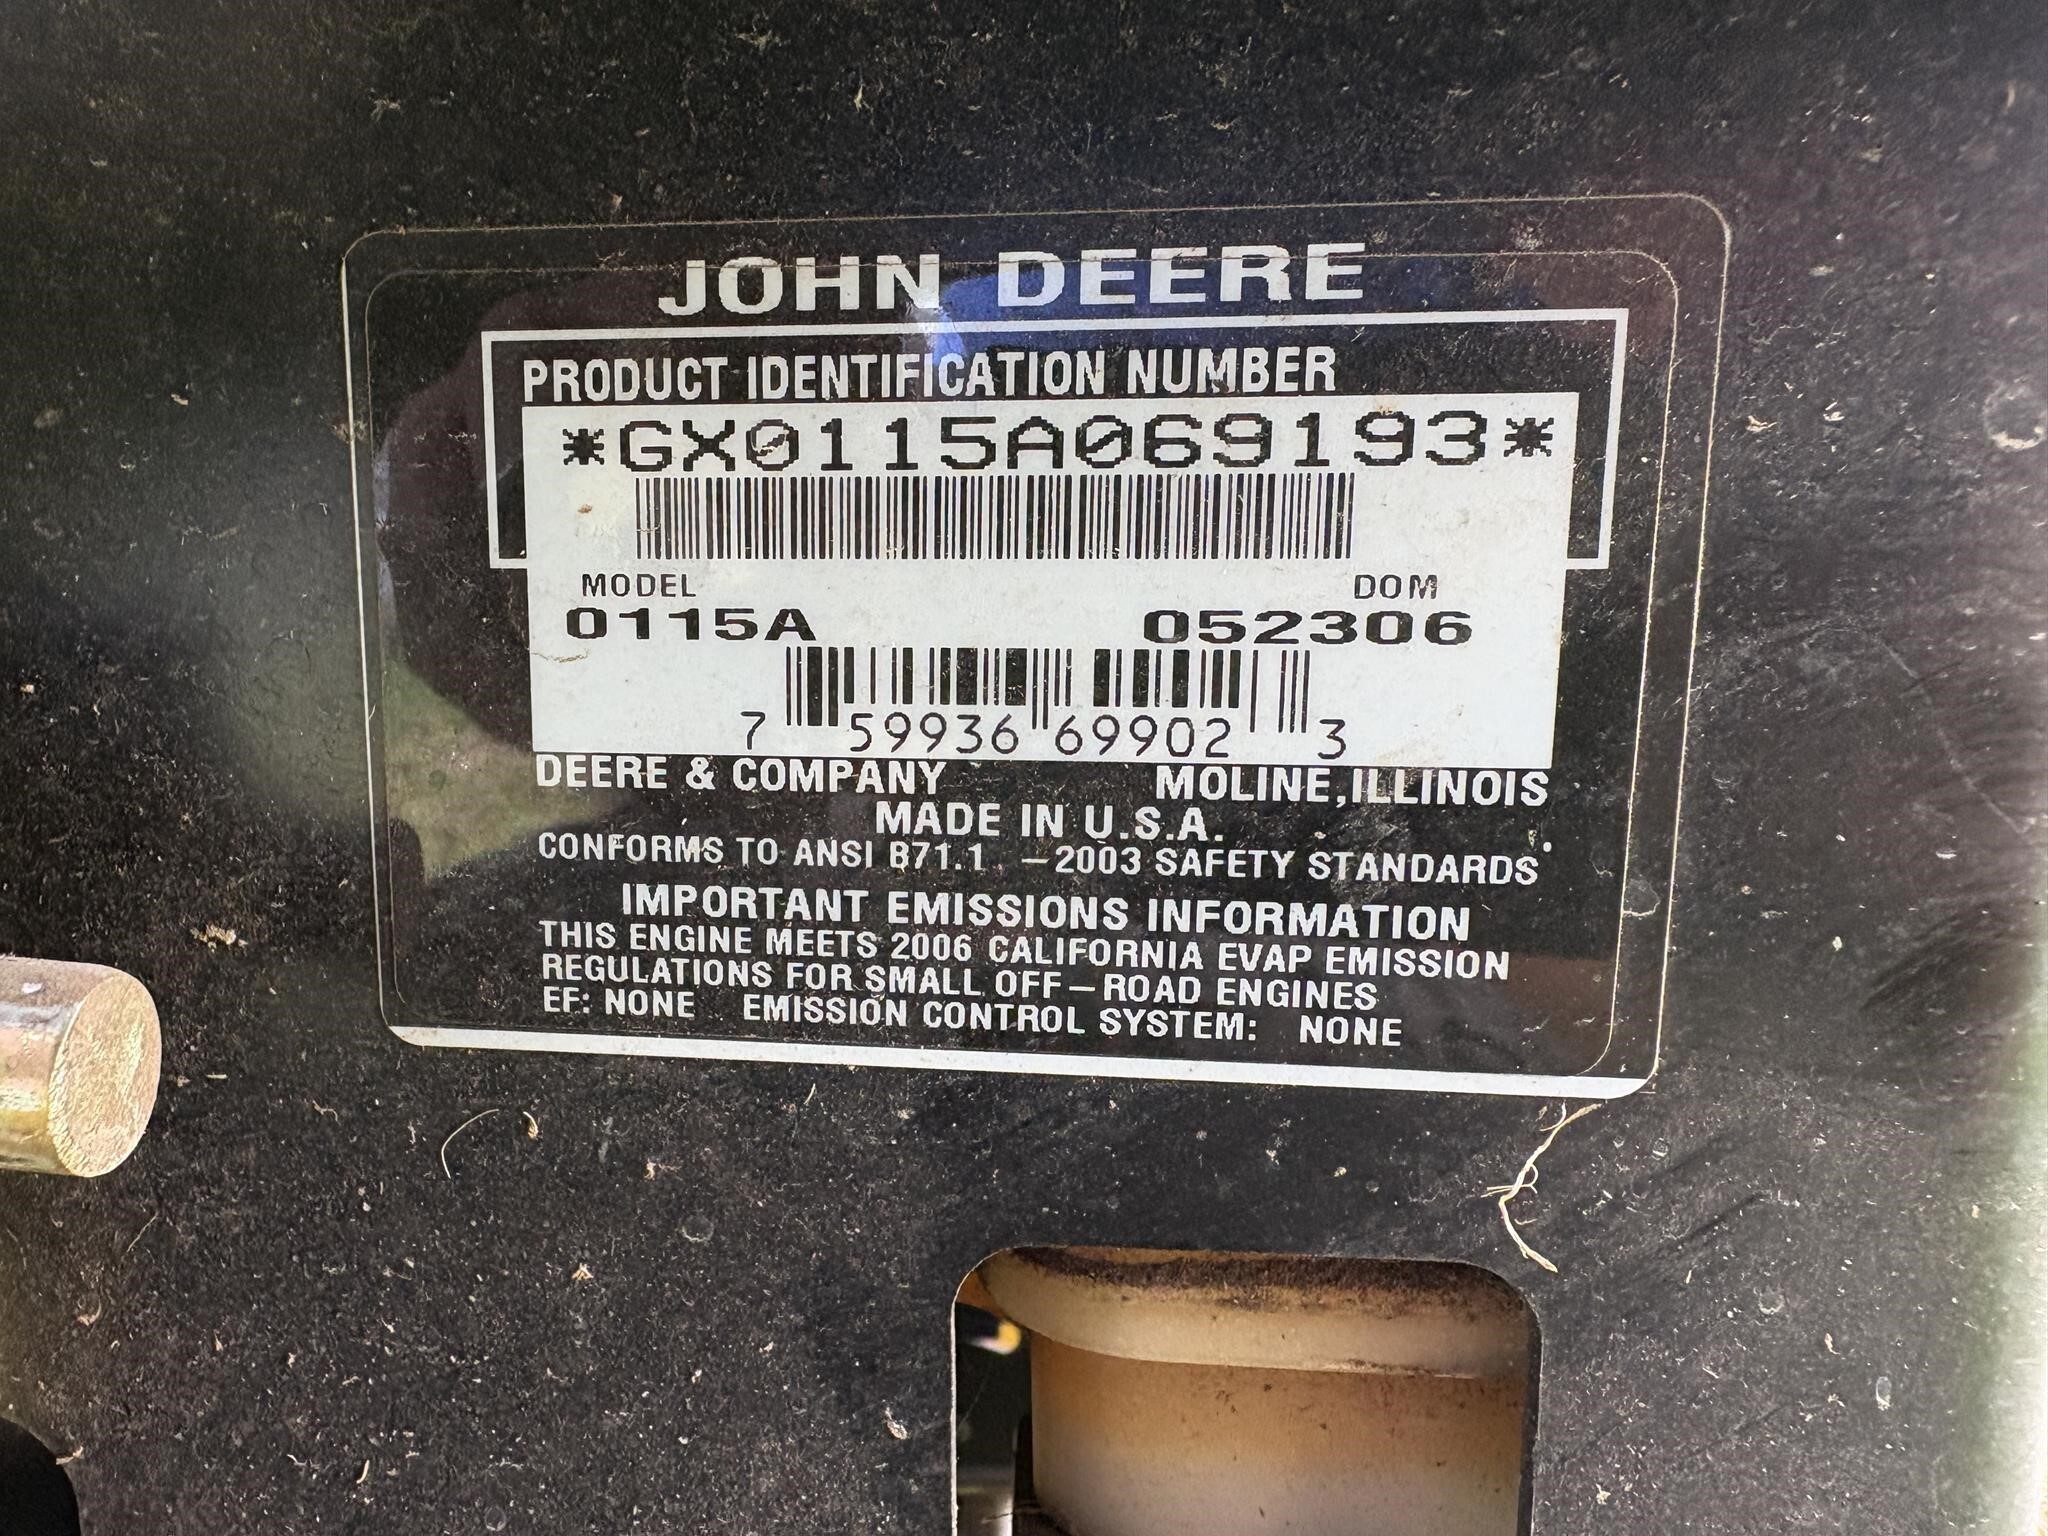 JOHN DEERE
PRODUCT IDENTIFICATION NUMBER
*GX0115A069193*
MODEL DOM
0115A 052306
7 59936 69902 3
DEERE & COMPANY MOLINE, ILLINOIS
MADE IN U.S.A.
CONFORMS TO ANSI B71.1 -2003 SAFETY STANDARDS.
IMPORTANT EMISSIONS INFORMATION
THIS ENGINE MEETS 2006 CALIFORNIA EVAP EMISSION
REGULATIONS FOR SMALL OFF-ROAD ENGINES
EF: NONE EMISSION CONTROL SYSTEM: NONE